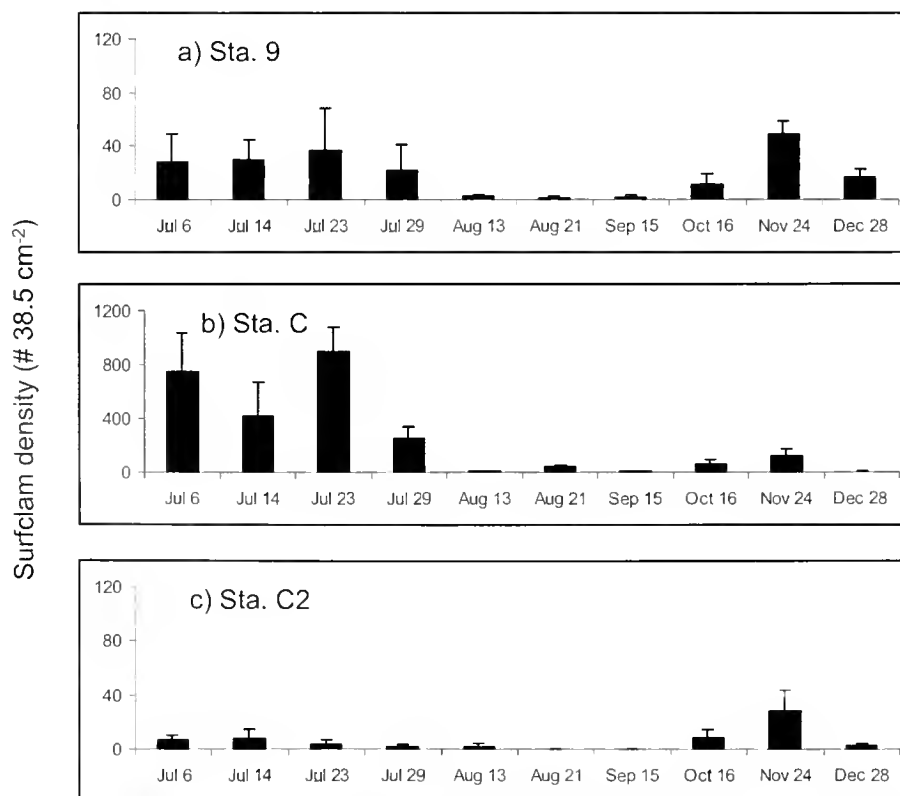 Surfclam density (# 38.5 cm-2)
a) Sta. 9
120
80
40
0
Jul 6 Jul 14 Jul 23 Jul 29 Aug 13 Aug 21 Sep 15 Oct 16 Nov 24 Dec 28
b) Sta. C
1200
800
400
0
Jul 6 Jul 14 Jul 23 Jul 29 Aug 13 Aug 21 Sep 15 Oct 16 Nov 24 Dec 28
c) Sta. C2
120
80
40
0
Jul 6 Jul 14 Jul 23 Jul 29 Aug 13 Aug 21 Sep 15 Oct 16 Nov 24 Dec 28